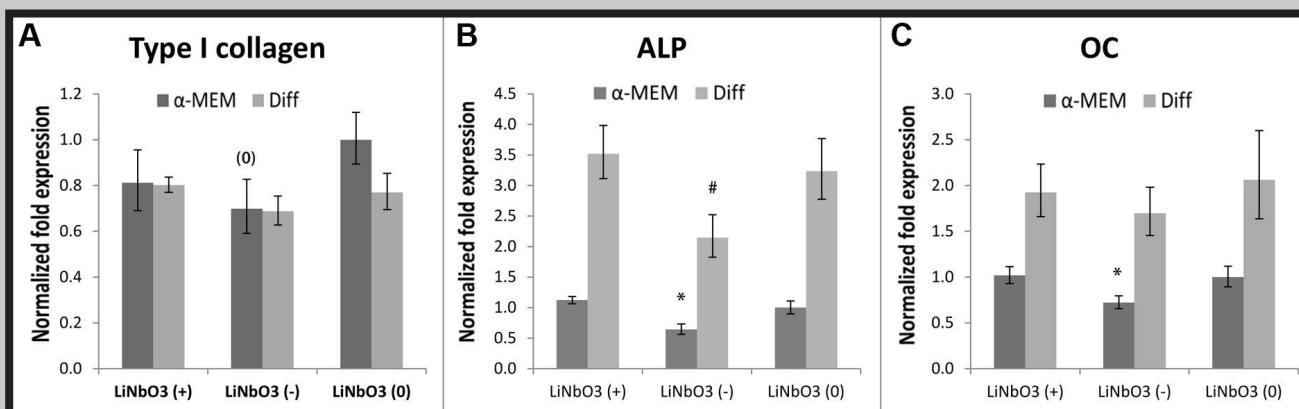 A
Type I collagen
α-MEM Diff
Normalized fold expression
1.2
1.0
0.8
0.6
0.4
0.2
0.0
(0)
LiNbO3 (+) LiNbO3 (-) LiNbO3 (0)
B
ALP
α-MEM Diff
Normalized fold expression
4.5
4.0
3.5
3.0
2.5
2.0
1.5
1.0
0.5
0.0
#
*
LiNbO3 (+) LiNbO3 (-) LiNbO3 (0)
C
OC
α-MEM Diff
Normalized fold expression
3.0
2.5
2.0
1.5
1.0
0.5
0.0
*
LiNbO3 (+) LiNbO3 (-) LiNbO3 (0)